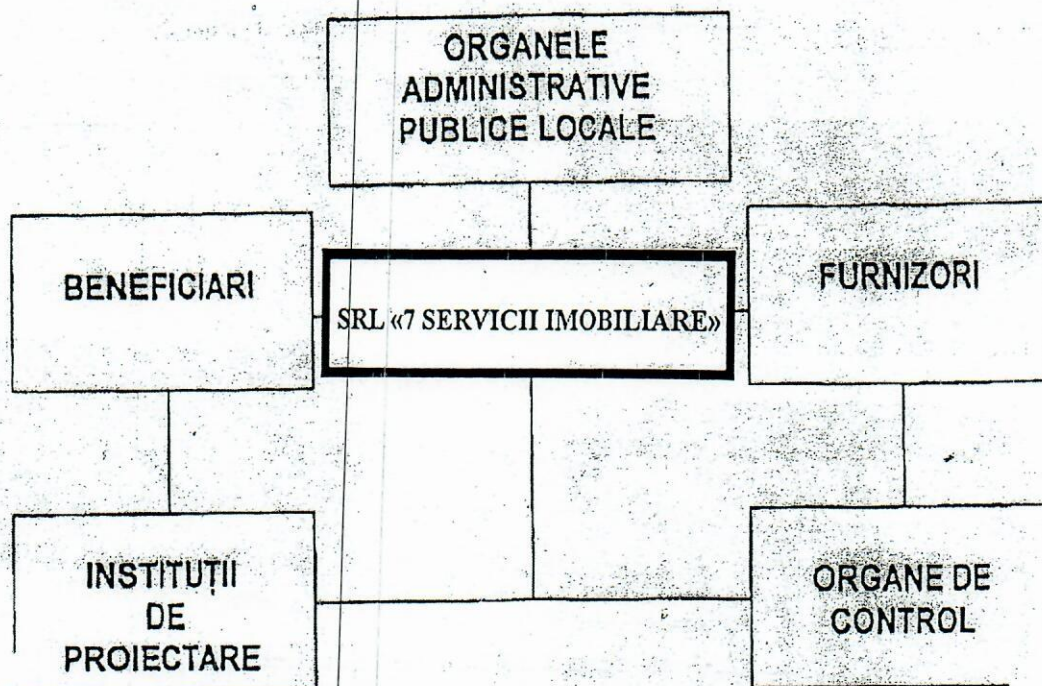 ORGANELE
ADMINISTRATIVE
PUBLICE LOCALE
BENEFICIARI
SRL «7 SERVICII IMOBILIARE»
FURNIZORI
INSTITUȚII
DE
PROIECTARE
ORGANE DE
CONTROL